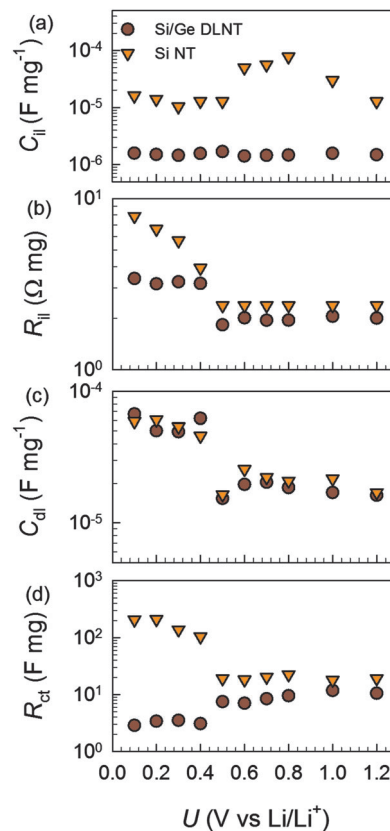 (a)
Si/Ge DLNT
Si NT
10⁻⁴
10⁻⁵
10⁻⁶
C_il (F mg⁻¹)
(b)
10¹
10⁰
R_il (Ω mg)
(c)
10⁻⁴
10⁻⁵
C_dl (F mg⁻¹)
(d)
10³
10²
10¹
10⁰
R_ct (F mg)
0.0 0.2 0.4 0.6 0.8 1.0 1.2
U (V vs Li/Li⁺)